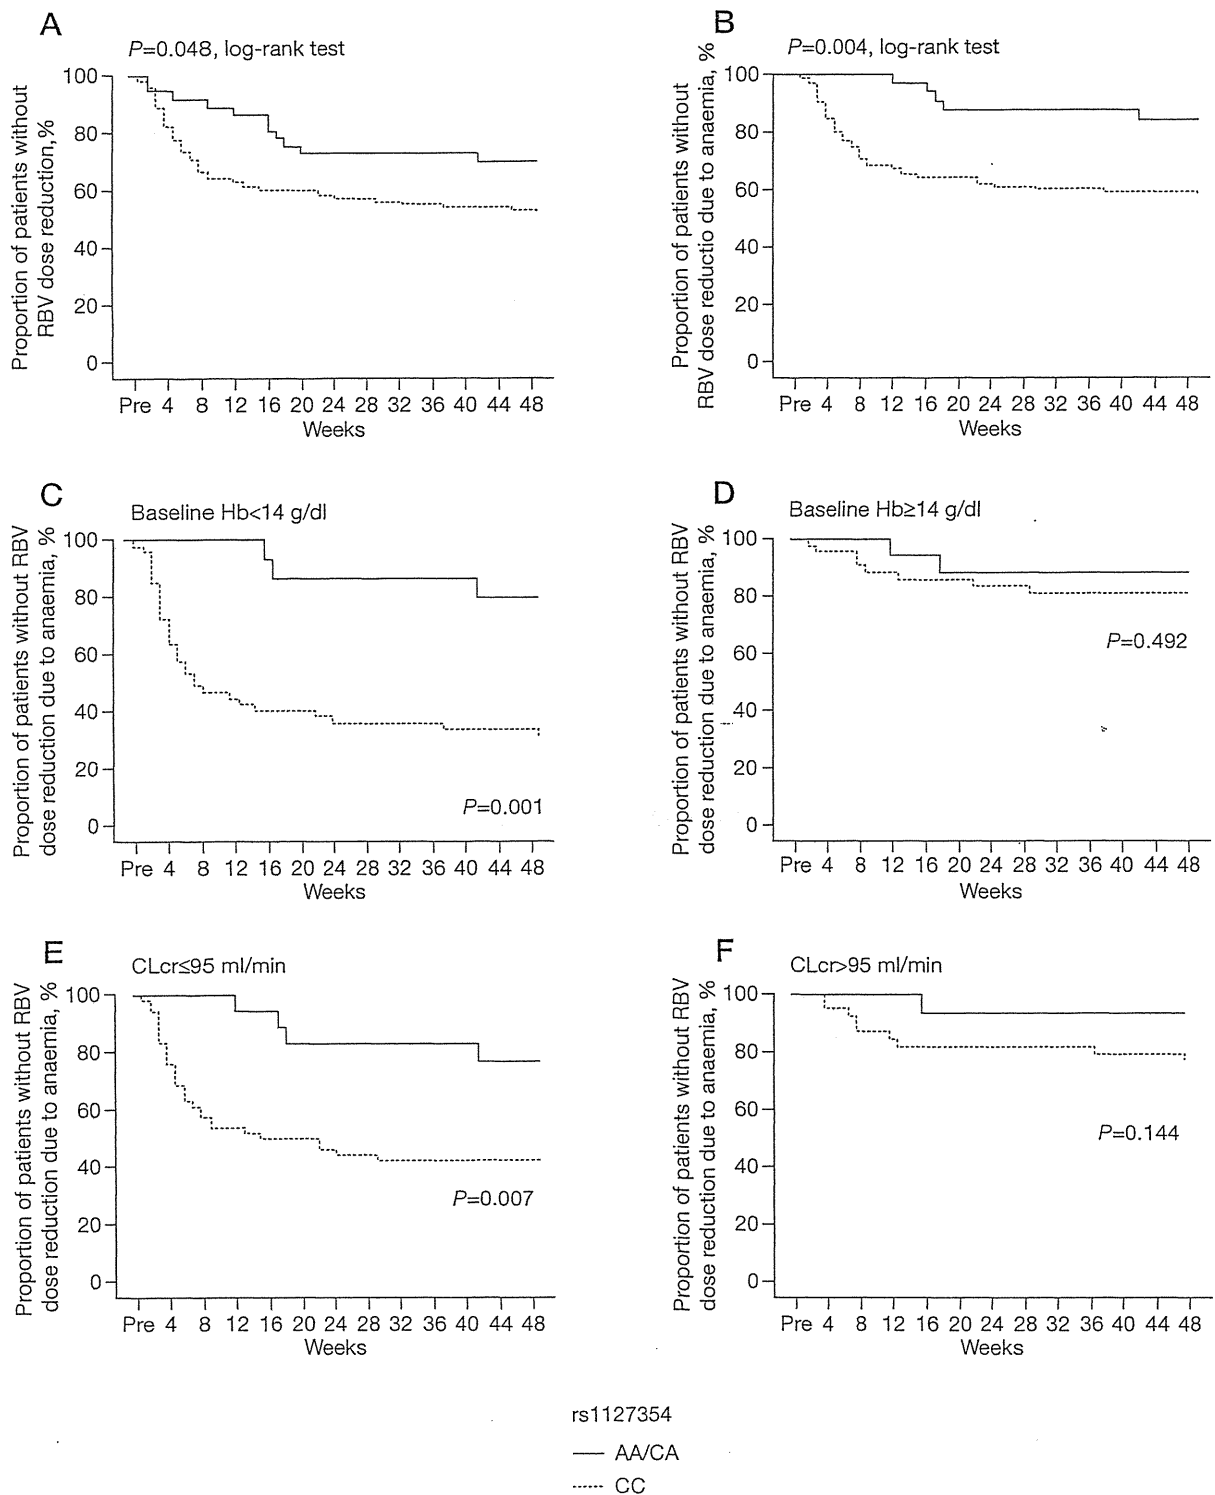 A
P=0.048, log-rank test
Proportion of patients without
RBV dose reduction,%
100
80
60
40
20
0
Pre 4 8 12 16 20 24 28 32 36 40 44 48
Weeks
B
P=0.004, log-rank test
Proportion of patients without
RBV dose reductio due to anaemia, %
100
80
60
40
20
0
Pre 4 8 12 16 20 24 28 32 36 40 44 48
Weeks
C
Baseline Hb<14 g/dl
Proportion of patients without RBV
dose reduction due to anaemia, %
100
80
60
40
20
0
P=0.001
Pre 4 8 12 16 20 24 28 32 36 40 44 48
Weeks
D
Baseline Hb≥14 g/dl
Proportion of patients without RBV
dose reduction due to anaemia, %
100
80
60
40
20
0
P=0.492
Pre 4 8 12 16 20 24 28 32 36 40 44 48
Weeks
E
CLcr≤95 ml/min
Proportion of patients without RBV
dose reduction due to anaemia, %
100
80
60
40
20
0
P=0.007
Pre 4 8 12 16 20 24 28 32 36 40 44 48
Weeks
F
CLcr>95 ml/min
Proportion of patients without RBV
dose reduction due to anaemia, %
100
80
60
40
20
0
P=0.144
Pre 4 8 12 16 20 24 28 32 36 40 44 48
Weeks
rs1127354
AA/CA
CC